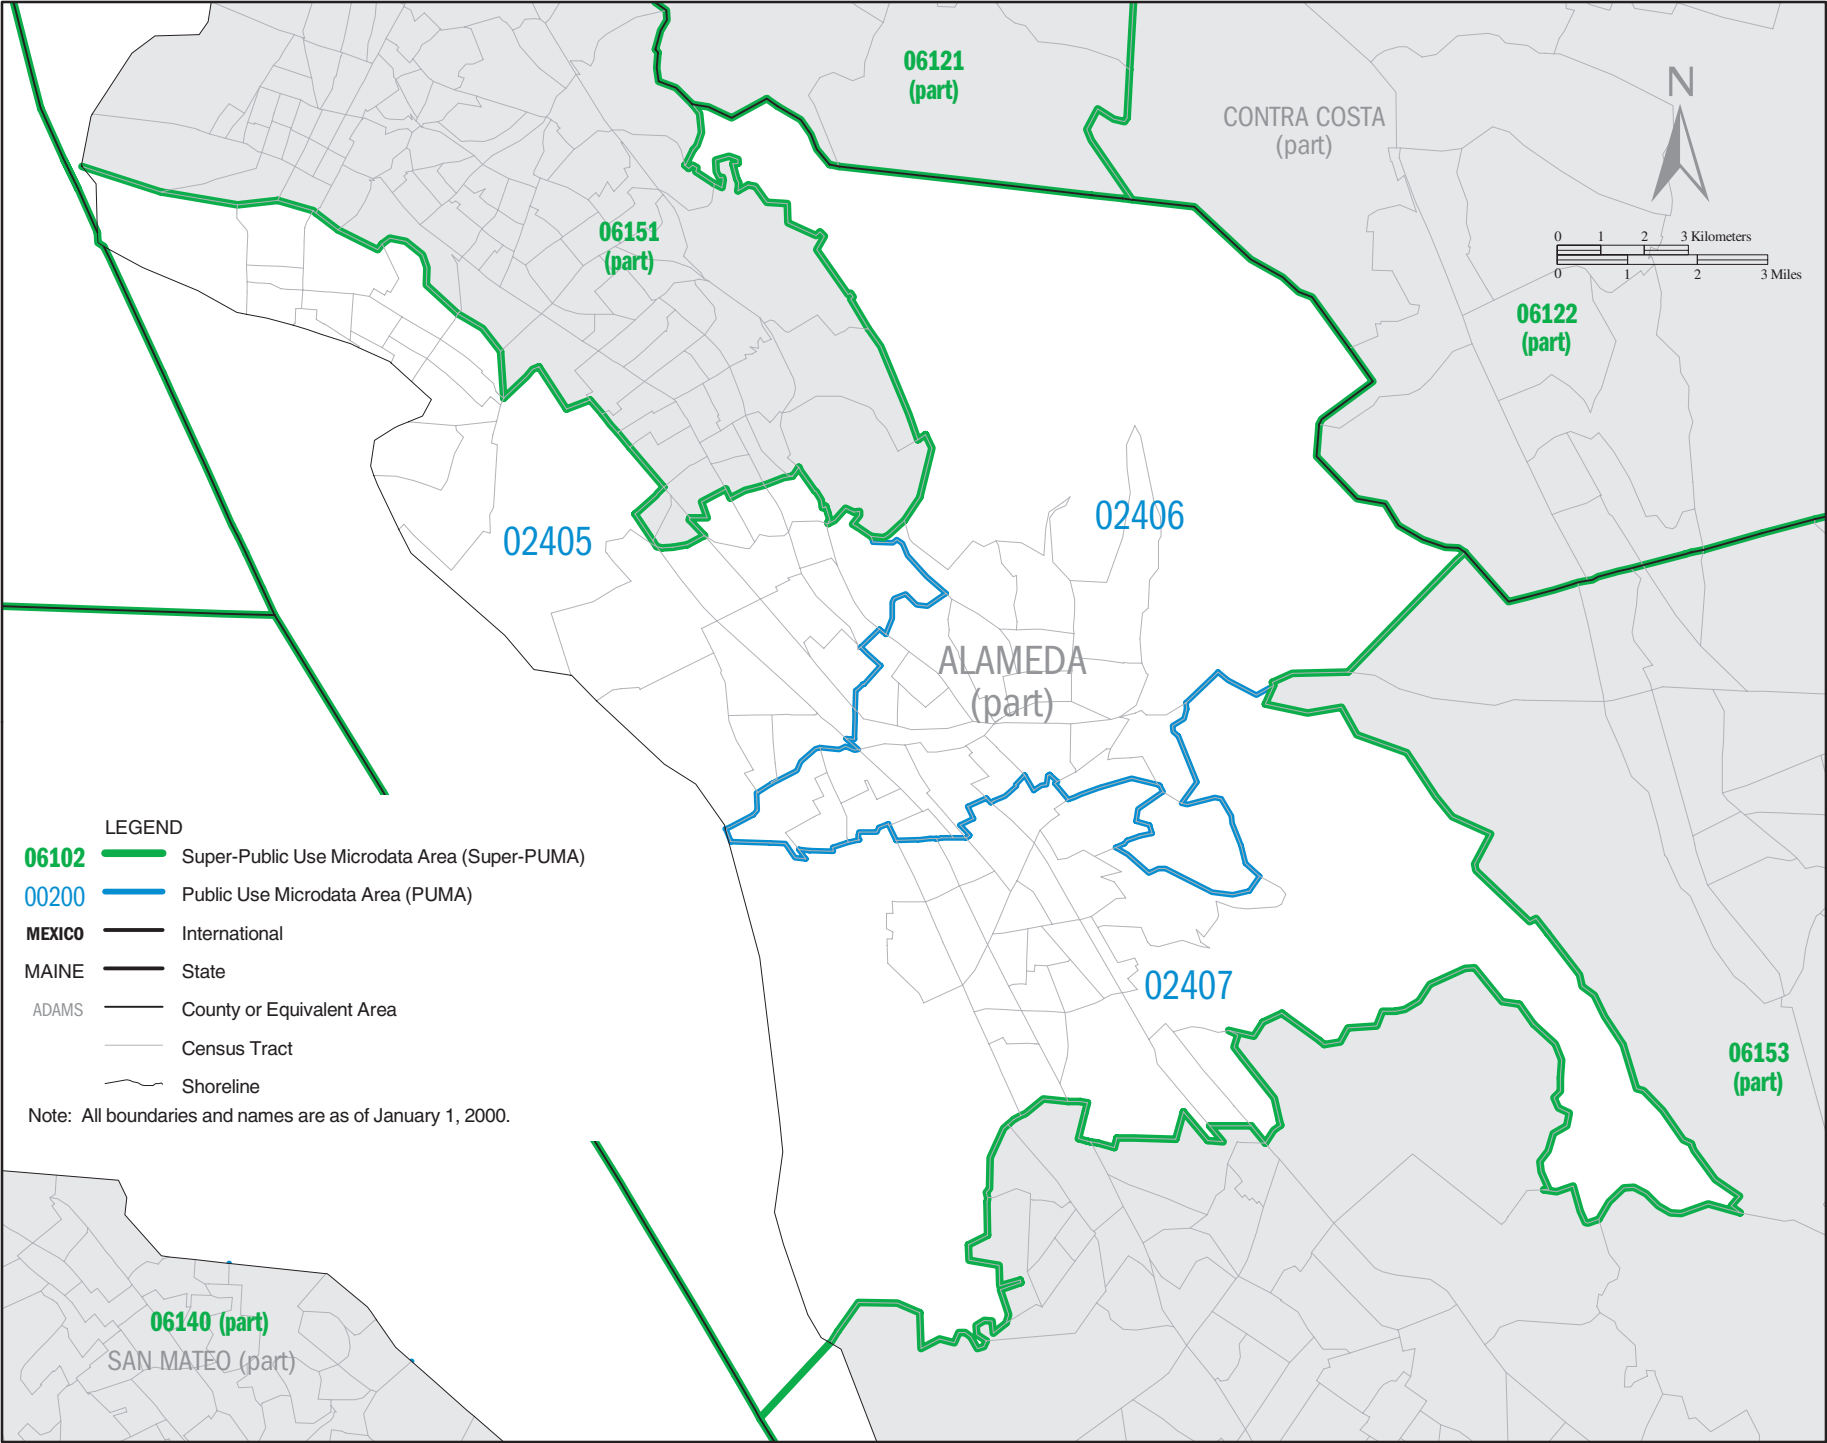 06121
(part)
CONTRA COSTA
(part)
N
0 1 2 3 Kilometers
0 1 2 3 Miles
06151
(part)
06122
(part)
02405
02406
ALAMEDA
(part)
LEGEND
06102 Super-Public Use Microdata Area (Super-PUMA)
00200 Public Use Microdata Area (PUMA)
MEXICO International
MAINE State
ADAMS County or Equivalent Area
Census Tract
Shoreline
Note: All boundaries and names are as of January 1, 2000.
02407
06153
(part)
06140 (part)
SAN MATEO (part)